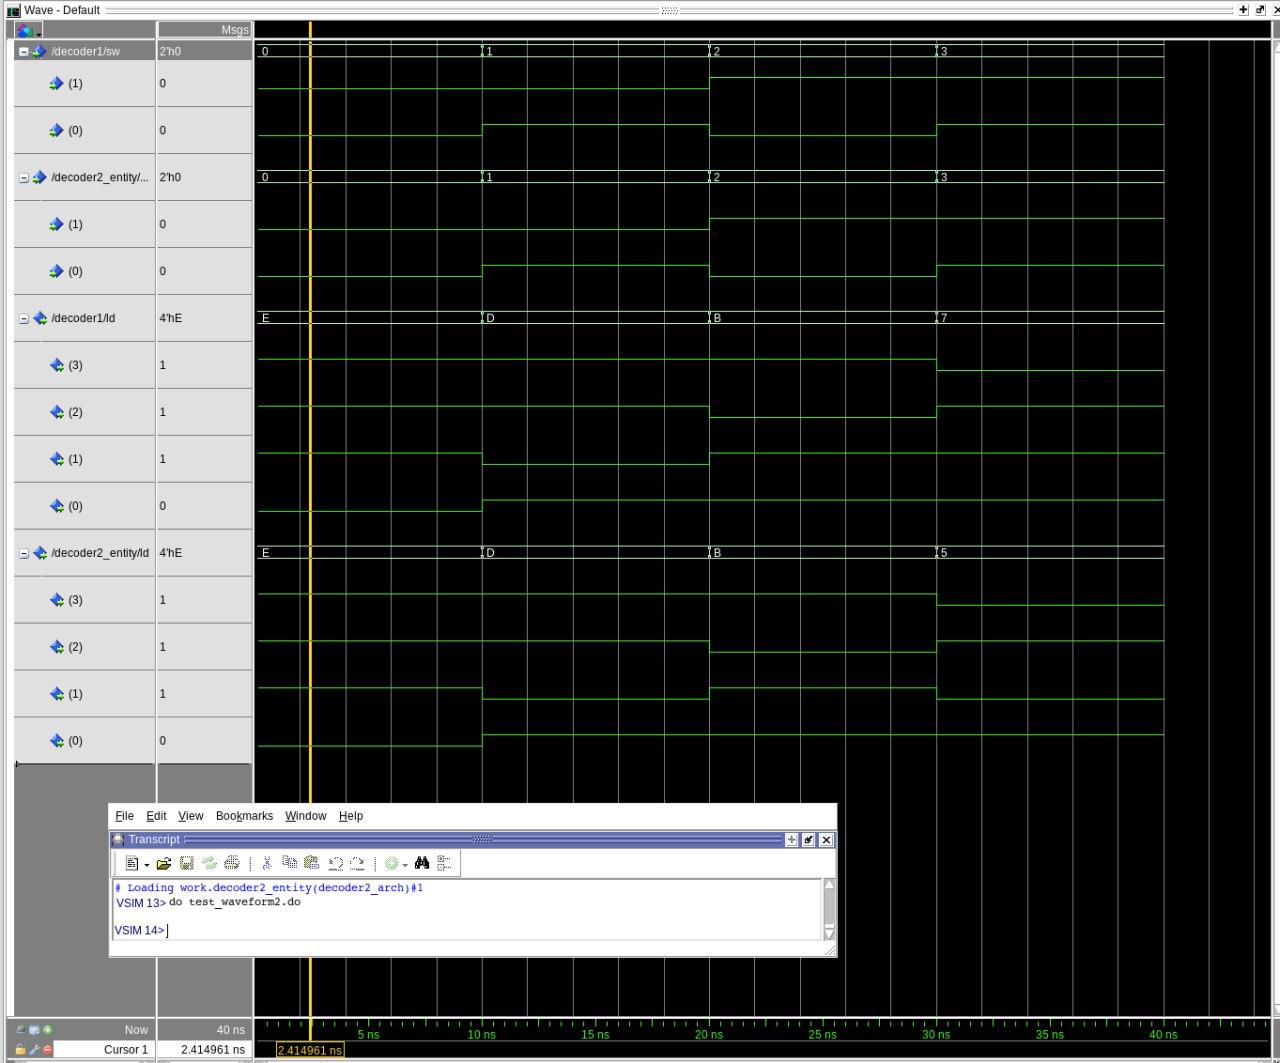 Wave - Default
Msgs
/decoder1/sw 2'h0 0 1 2 3
(1) 0
(0) 0
/decoder2_entity/... 2'h0 0 1 2 3
(1) 0
(0) 0
/decoder1/ld 4'hE E D B 7
(3) 1
(2) 1
(1) 1
(0) 0
/decoder2_entity/ld 4'hE E D B 5
(3) 1
(2) 1
(1) 1
(0) 0
File Edit View Bookmarks Window Help
Transcript
# Loading work.decoder2_entity(decoder2_arch)#1
VSIM 13> do test_waveform2.do
VSIM 14>
Now 40 ns 5 ns 10 ns 15 ns 20 ns 25 ns 30 ns 35 ns 40 ns
Cursor 1 2.414961 ns 2.414961 ns